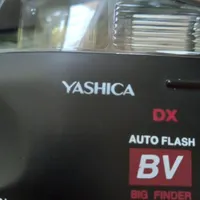 YASHICA
DX
AUTO FLASH
BV
BIG FINDER